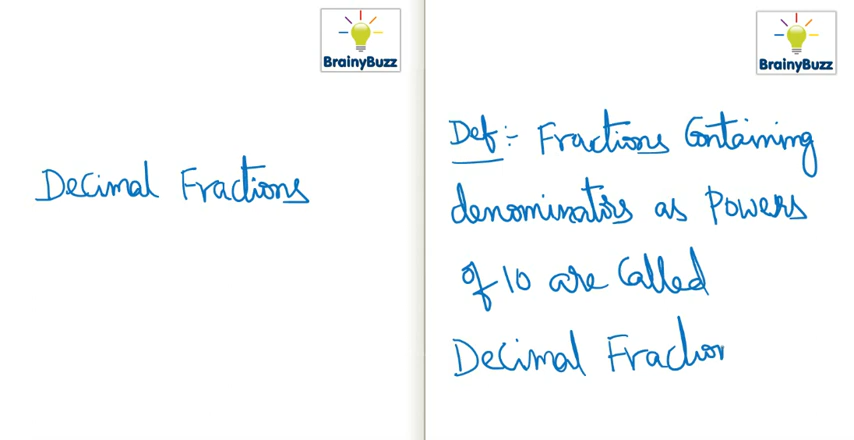 BrainyBuzz
Decimal Fractions
BrainyBuzz
Def:- Fractions Containing
denominators as Powers
of 10 are Called
Decimal Fraction